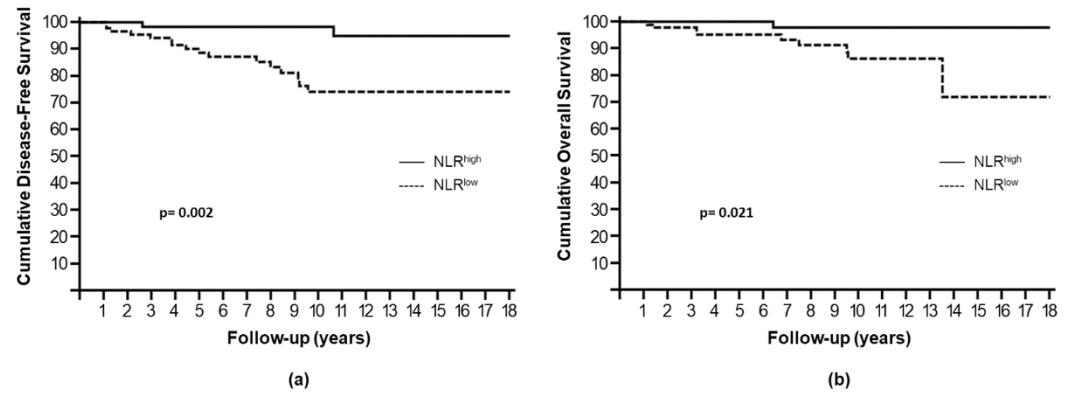 Cumulative Disease-Free Survival
100
90
80
70
60
50
40
30
20
10
NLRhigh
NLRlow
p= 0.002
1 2 3 4 5 6 7 8 9 10 11 12 13 14 15 16 17 18
Follow-up (years)
(a)
Cumulative Overall Survival
100
90
80
70
60
50
40
30
20
10
NLRhigh
NLRlow
p= 0.021
1 2 3 4 5 6 7 8 9 10 11 12 13 14 15 16 17 18
Follow-up (years)
(b)